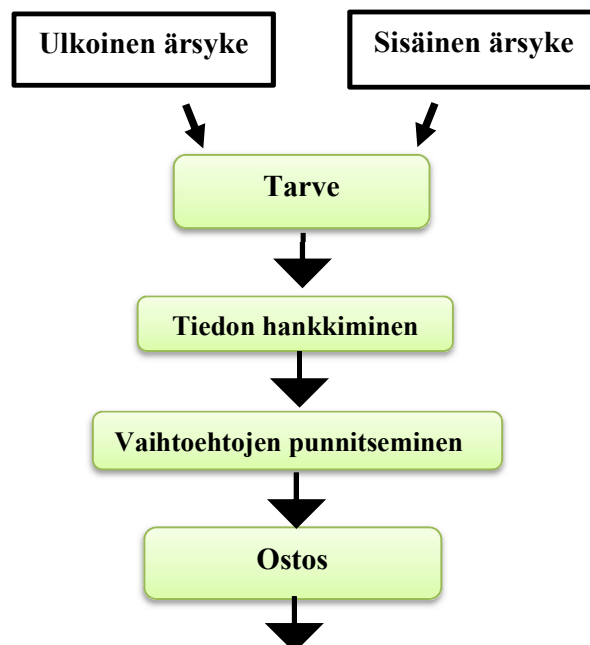 Ulkoinen ärsyke
Sisäinen ärsyke
Tarve
Tiedon hankkiminen
Vaihtoehtojen punnitseminen
Ostos